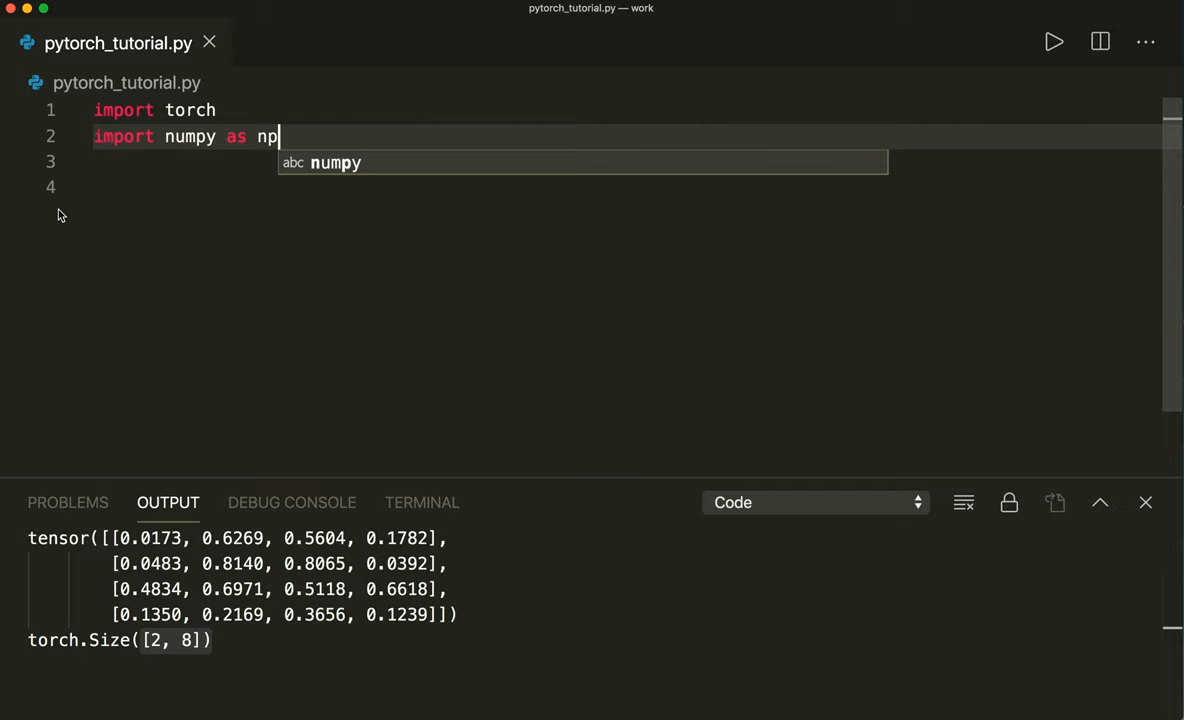 pytorch_tutorial.py — work
pytorch_tutorial.py
pytorch_tutorial.py
1 import torch
2 import numpy as np
abc numpy
3
4
PROBLEMS OUTPUT DEBUG CONSOLE TERMINAL Code
tensor([[0.0173, 0.6269, 0.5604, 0.1782],
[0.0483, 0.8140, 0.8065, 0.0392],
[0.4834, 0.6971, 0.5118, 0.6618],
[0.1350, 0.2169, 0.3656, 0.1239]])
torch.Size([2, 8])